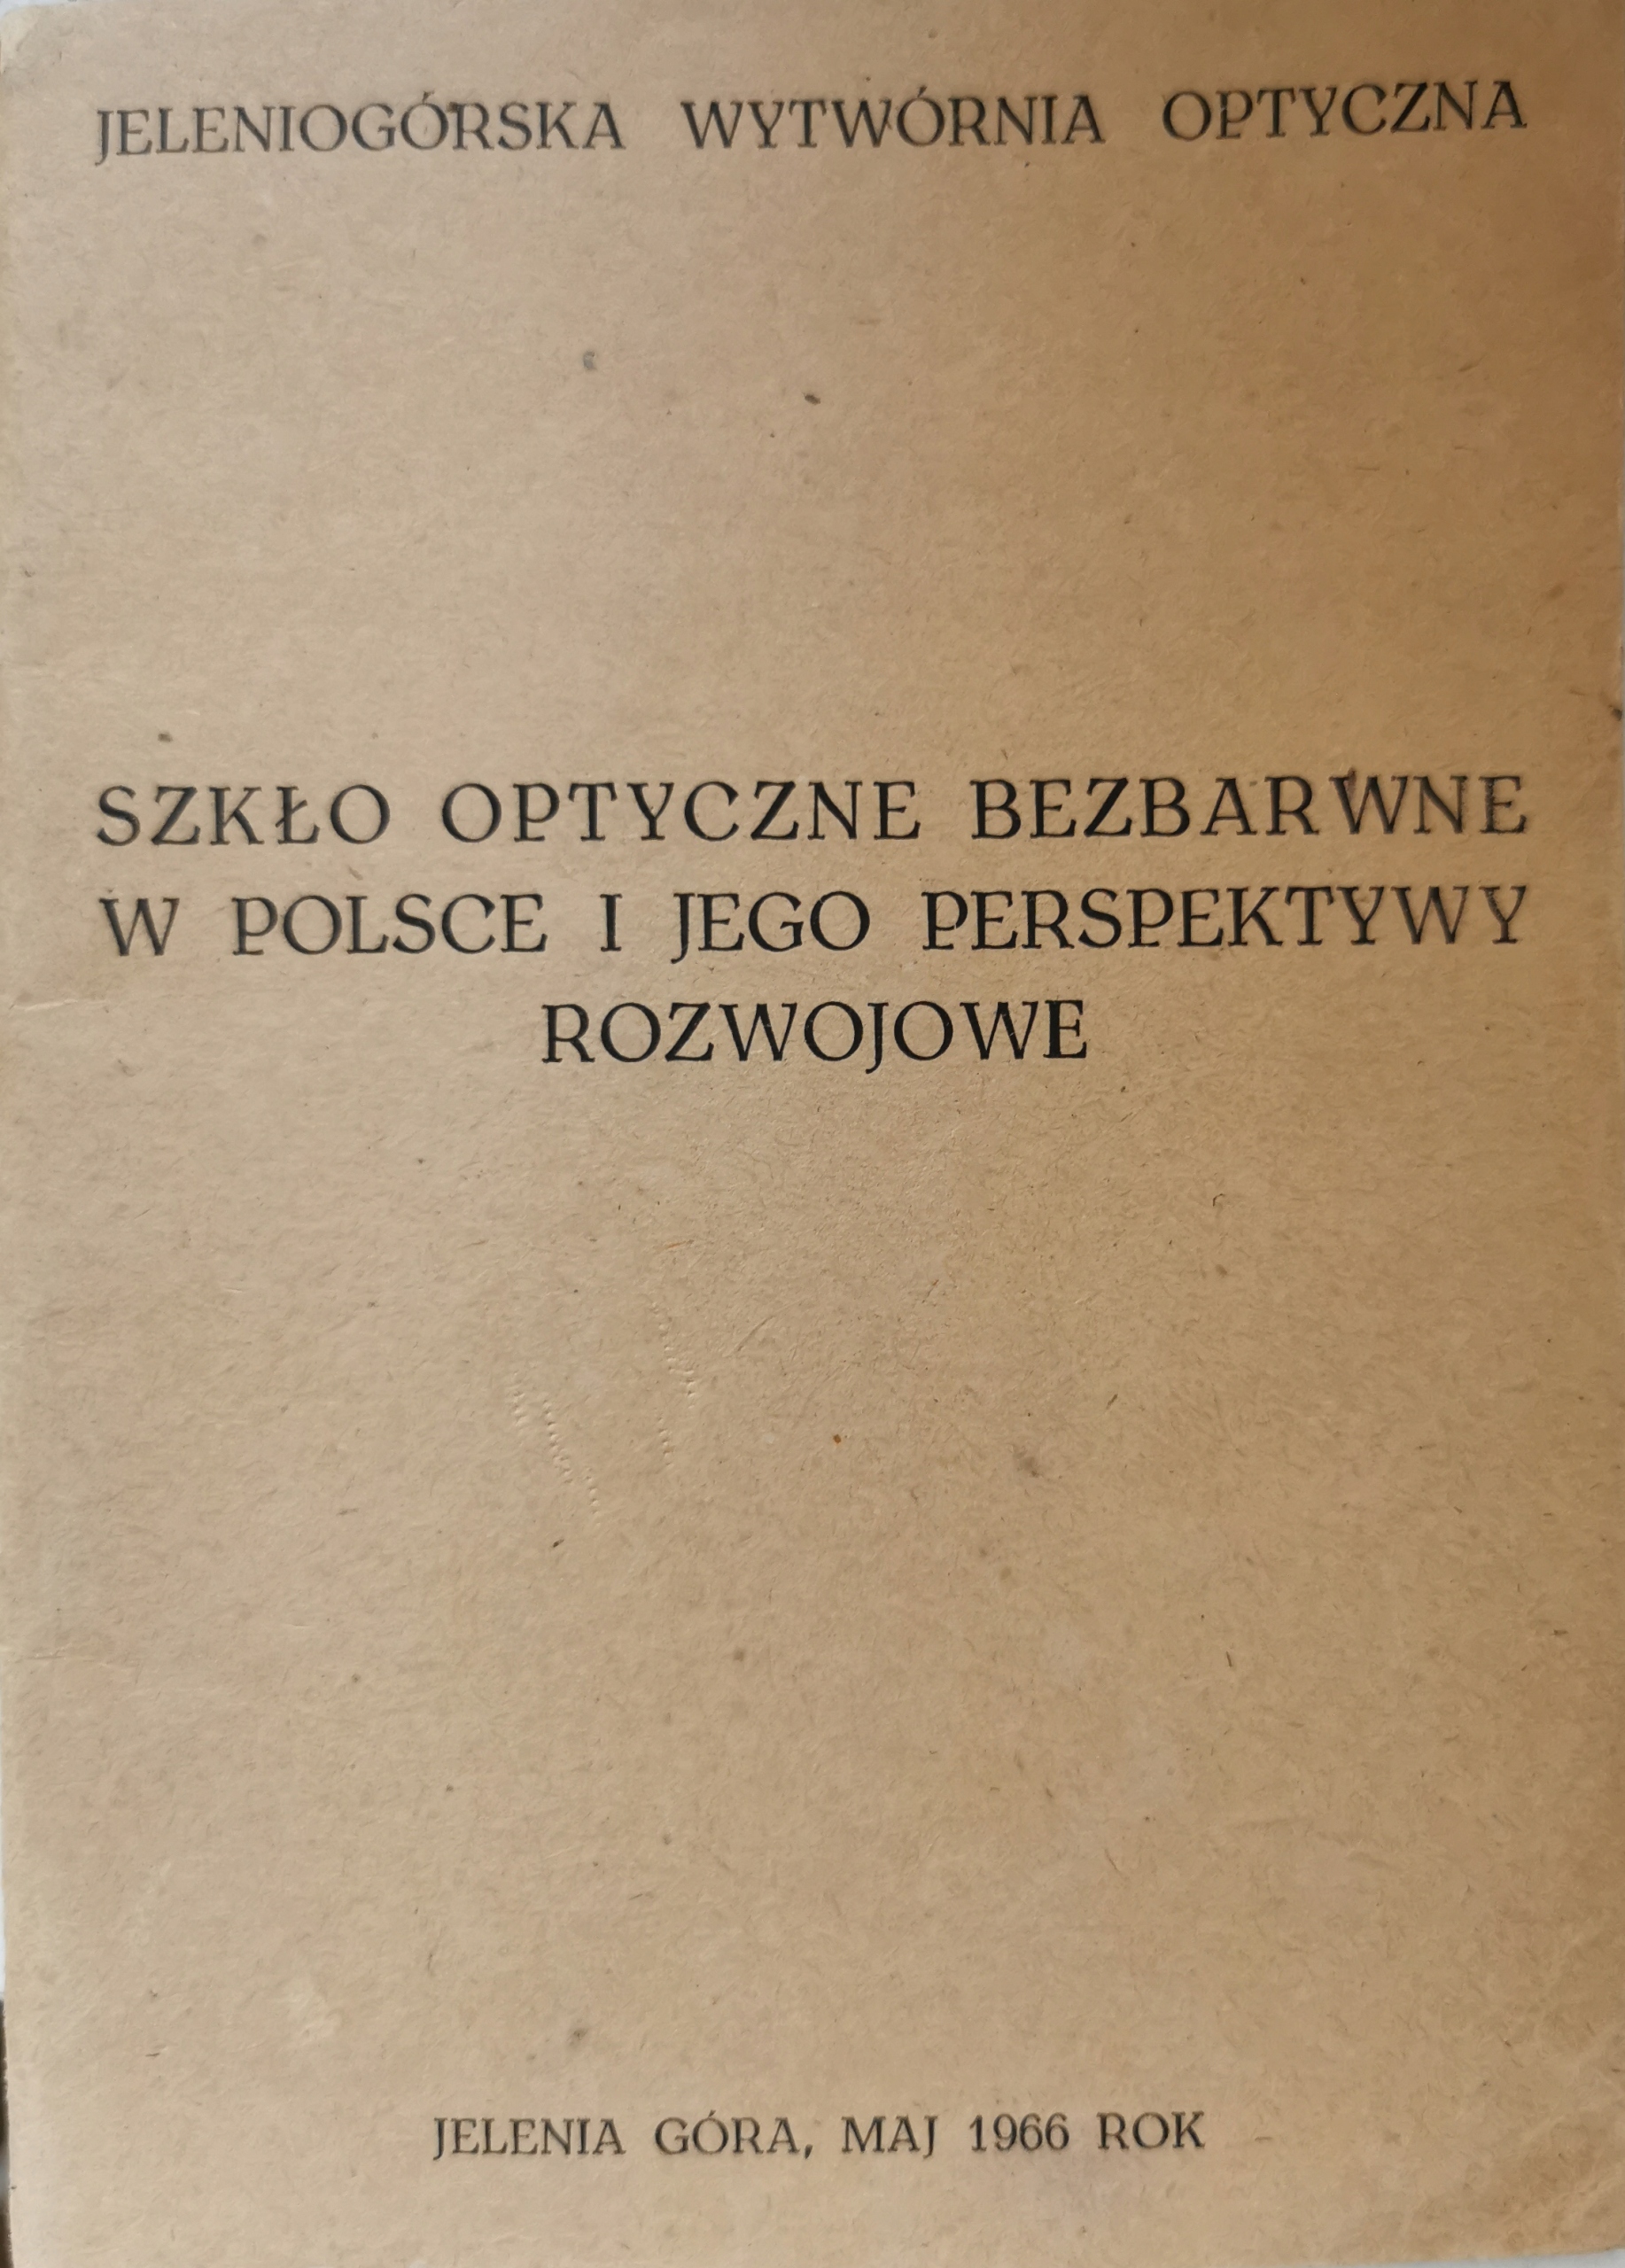 JELENIOGÓRSKA WYTWÓRNIA OPTYCZNA
SZKŁO OPTYCZNE BEZBARWNE
W POLSCE I JEGO PERSPEKTYWY
ROZWOJOWE
JELENIA GÓRA, MAJ 1966 ROK